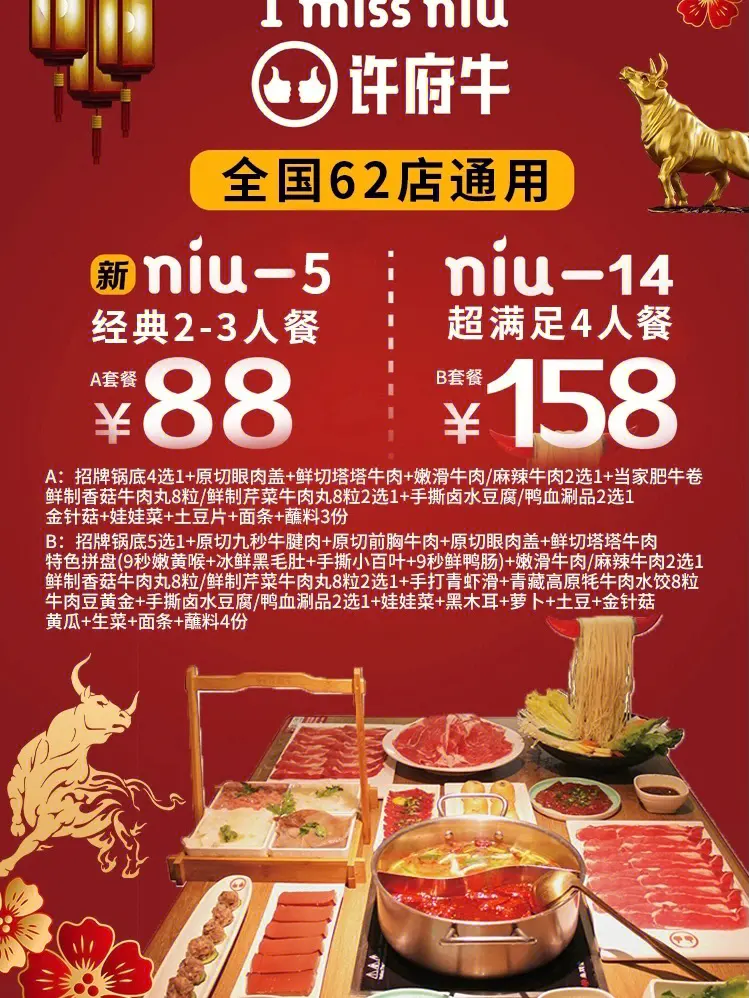 I miss niu
许府牛
全国62店通用
新 niu-5
经典2-3人餐
A套餐
¥88
niu-14
超满足4人餐
B套餐
¥158
A：招牌锅底4选1+原切眼肉盖+鲜切塔塔牛肉+嫩滑牛肉/麻辣牛肉2选1+当家肥牛卷
鲜制香菇牛肉丸8粒/鲜制芹菜牛肉丸8粒2选1+手撕卤水豆腐/鸭血涮品2选1
金针菇+娃娃菜+土豆片+面条+蘸料3份
B：招牌锅底5选1+原切九秒牛腱肉+原切前胸牛肉+原切眼肉盖+鲜切塔塔牛肉
特色拼盘(9秒嫩黄喉+冰鲜黑毛肚+手撕小百叶+9秒鲜鸭肠)+嫩滑牛肉/麻辣牛肉2选1
鲜制香菇牛肉丸8粒/鲜制芹菜牛肉丸8粒2选1+手打青虾滑+青藏高原牦牛肉水饺8粒
牛肉豆黄金+手撕卤水豆腐/鸭血涮品2选1+娃娃菜+黑木耳+萝卜+土豆+金针菇
黄瓜+生菜+面条+蘸料4份